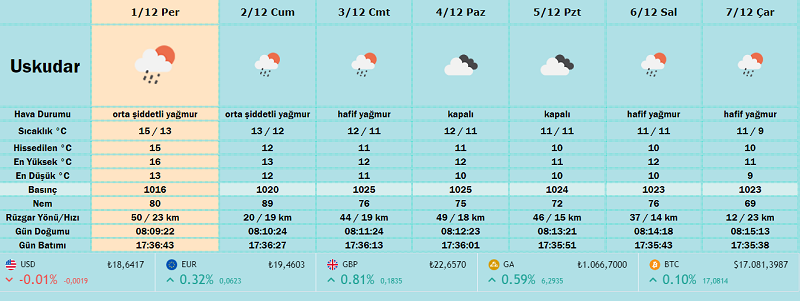 1/12 Per 2/12 Cum 3/12 Cmt 4/12 Paz 5/12 Pzt 6/12 Sal 7/12 Çar
Uskudar
Hava Durumu orta şiddetli yağmur orta şiddetli yağmur hafif yağmur kapalı kapalı hafif yağmur hafif yağmur
Sıcaklık °C 15 / 13 13 / 12 12 / 11 12 / 11 11 / 11 11 / 11 11 / 9
Hissedilen °C 15 12 11 11 10 10 10
En Yüksek °C 16 13 12 12 11 12 11
En Düşük °C 13 12 11 10 10 10 9
Basınç 1016 1020 1025 1025 1024 1023 1023
Nem 80 89 76 75 72 76 69
Rüzgar Yönü/Hızı 50 / 23 km 20 / 19 km 44 / 19 km 49 / 18 km 46 / 15 km 37 / 14 km 12 / 23 km
Gün Doğumu 08:09:22 08:10:24 08:11:24 08:12:23 08:13:21 08:14:18 08:15:13
Gün Batımı 17:36:43 17:36:27 17:36:13 17:36:01 17:35:51 17:35:43 17:35:38
USD ₺18,6417 EUR ₺19,4603 GBP ₺22,6570 GA ₺1.066,7000 BTC $17.081,3987
-0.01% -0,0019 0.32% 0,0623 0.81% 0,1835 0.59% 6,2935 0.10% 17,0814